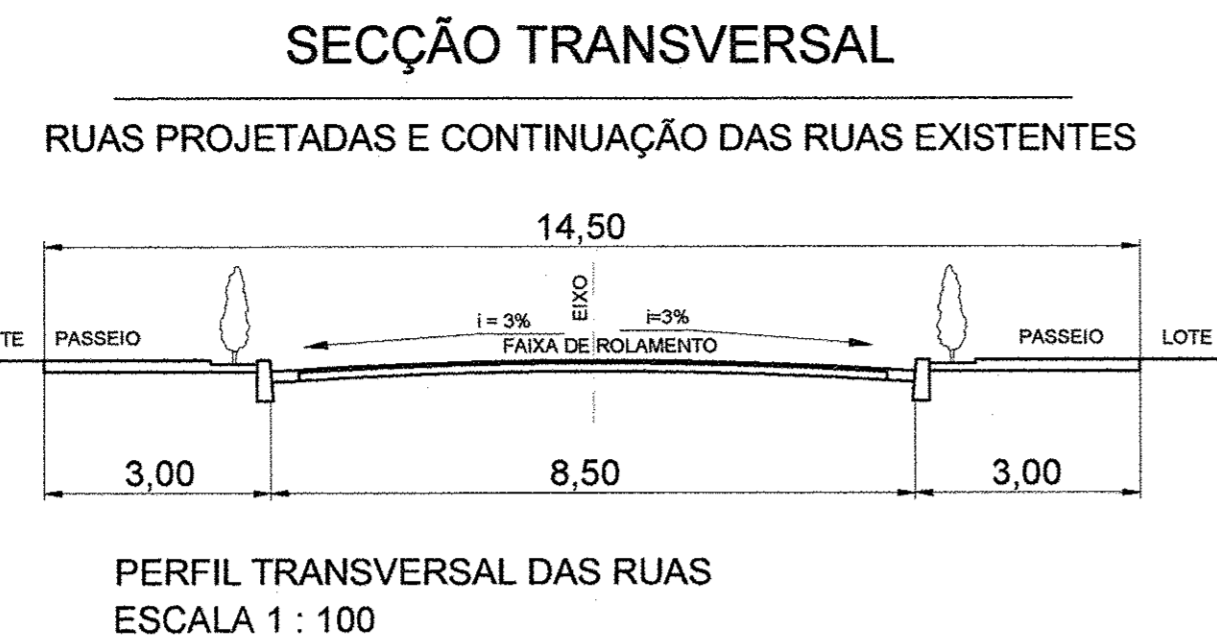 SECÇÃO TRANSVERSAL
RUAS PROJETADAS E CONTINUAÇÃO DAS RUAS EXISTENTES
14,50
EIXO
i = 3%
i=3%
TE
PASSEIO
FAIXA DE ROLAMENTO
PASSEIO
LOTE
3,00
8,50
3,00
PERFIL TRANSVERSAL DAS RUAS
ESCALA 1 : 100